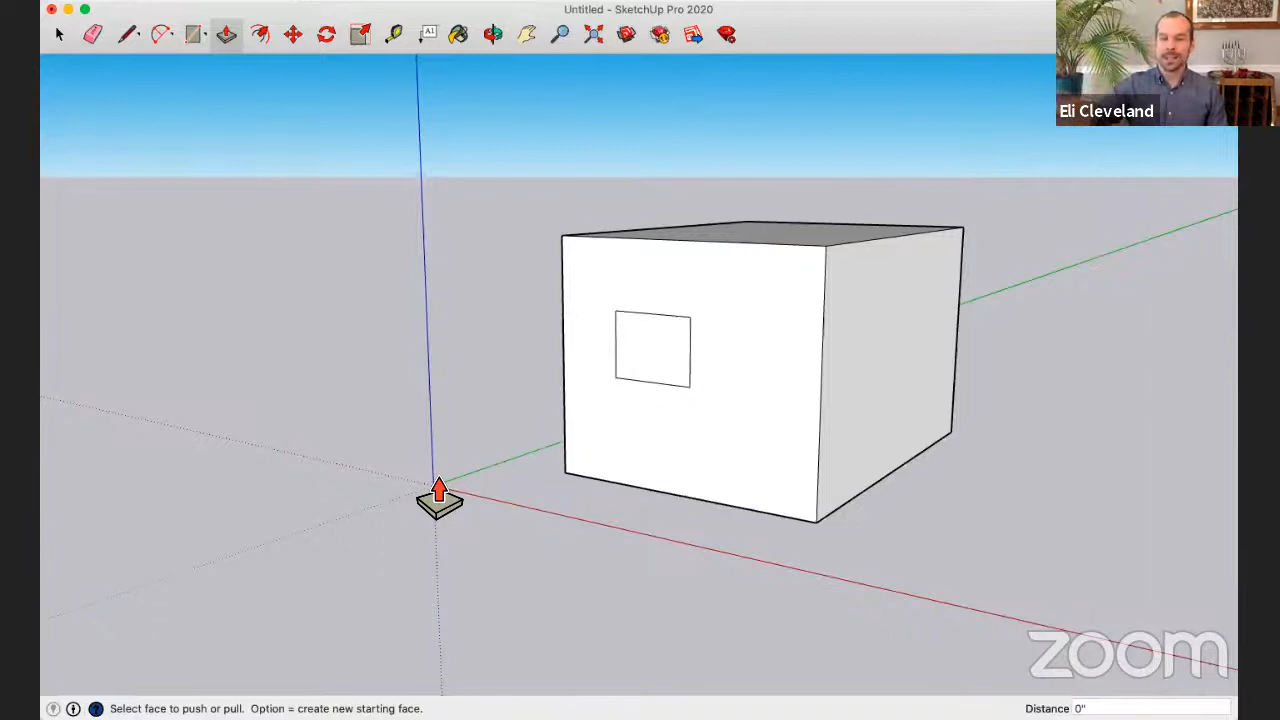 Untitled - SketchUp Pro 2020
A1
Eli Cleveland
zoom
Select face to push or pull. Option = create new starting face.
Distance 0"